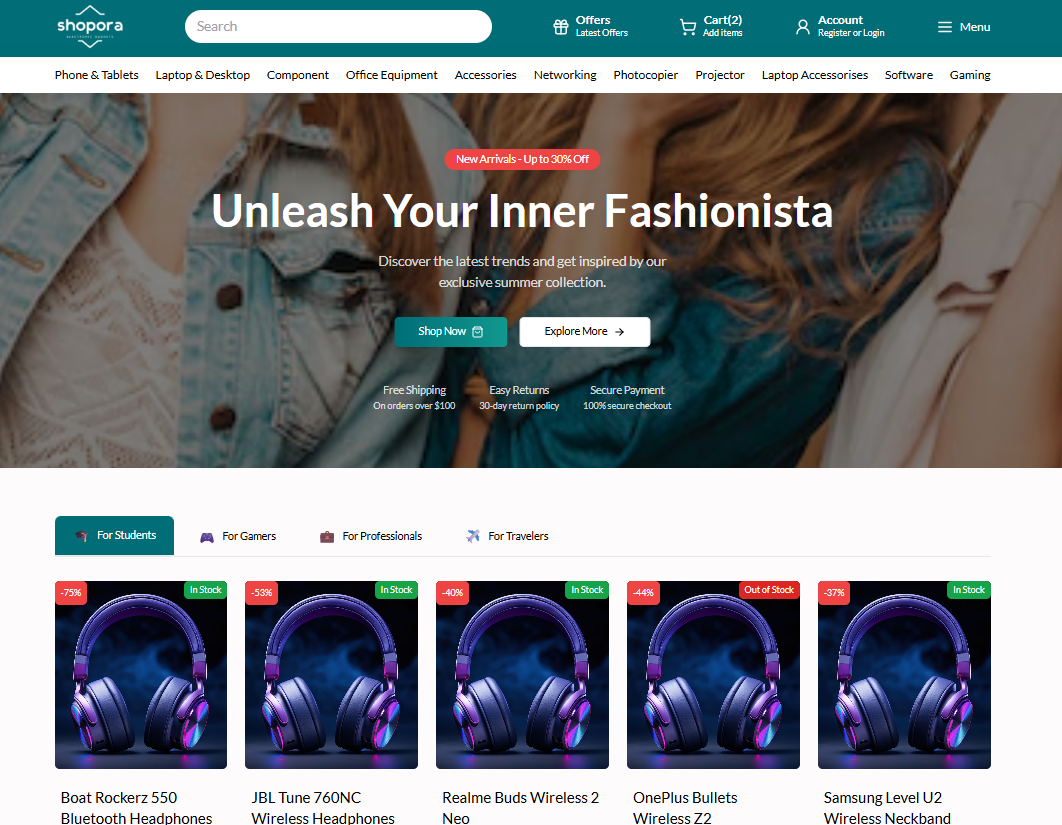 shopora
Search
Offers
Latest Offers
Cart(2)
Add items
Account
Register or Login
Menu
Phone & Tablets
Laptop & Desktop
Component
Office Equipment
Accessories
Networking
Photocopier
Projector
Laptop Accessorises
Software
Gaming
New Arrivals - Up to 30% Off
Unleash Your Inner Fashionista
Discover the latest trends and get inspired by our
exclusive summer collection.
Shop Now
Explore More
Free Shipping
On orders over $100
Easy Returns
30-day return policy
Secure Payment
100% secure checkout
For Students
For Gamers
For Professionals
For Travelers
-75%
In Stock
-53%
In Stock
-40%
In Stock
-44%
Out of Stock
-37%
In Stock
Boat Rockerz 550
Bluetooth Headphones
JBL Tune 760NC
Wireless Headphones
Realme Buds Wireless 2
Neo
OnePlus Bullets
Wireless Z2
Samsung Level U2
Wireless Neckband